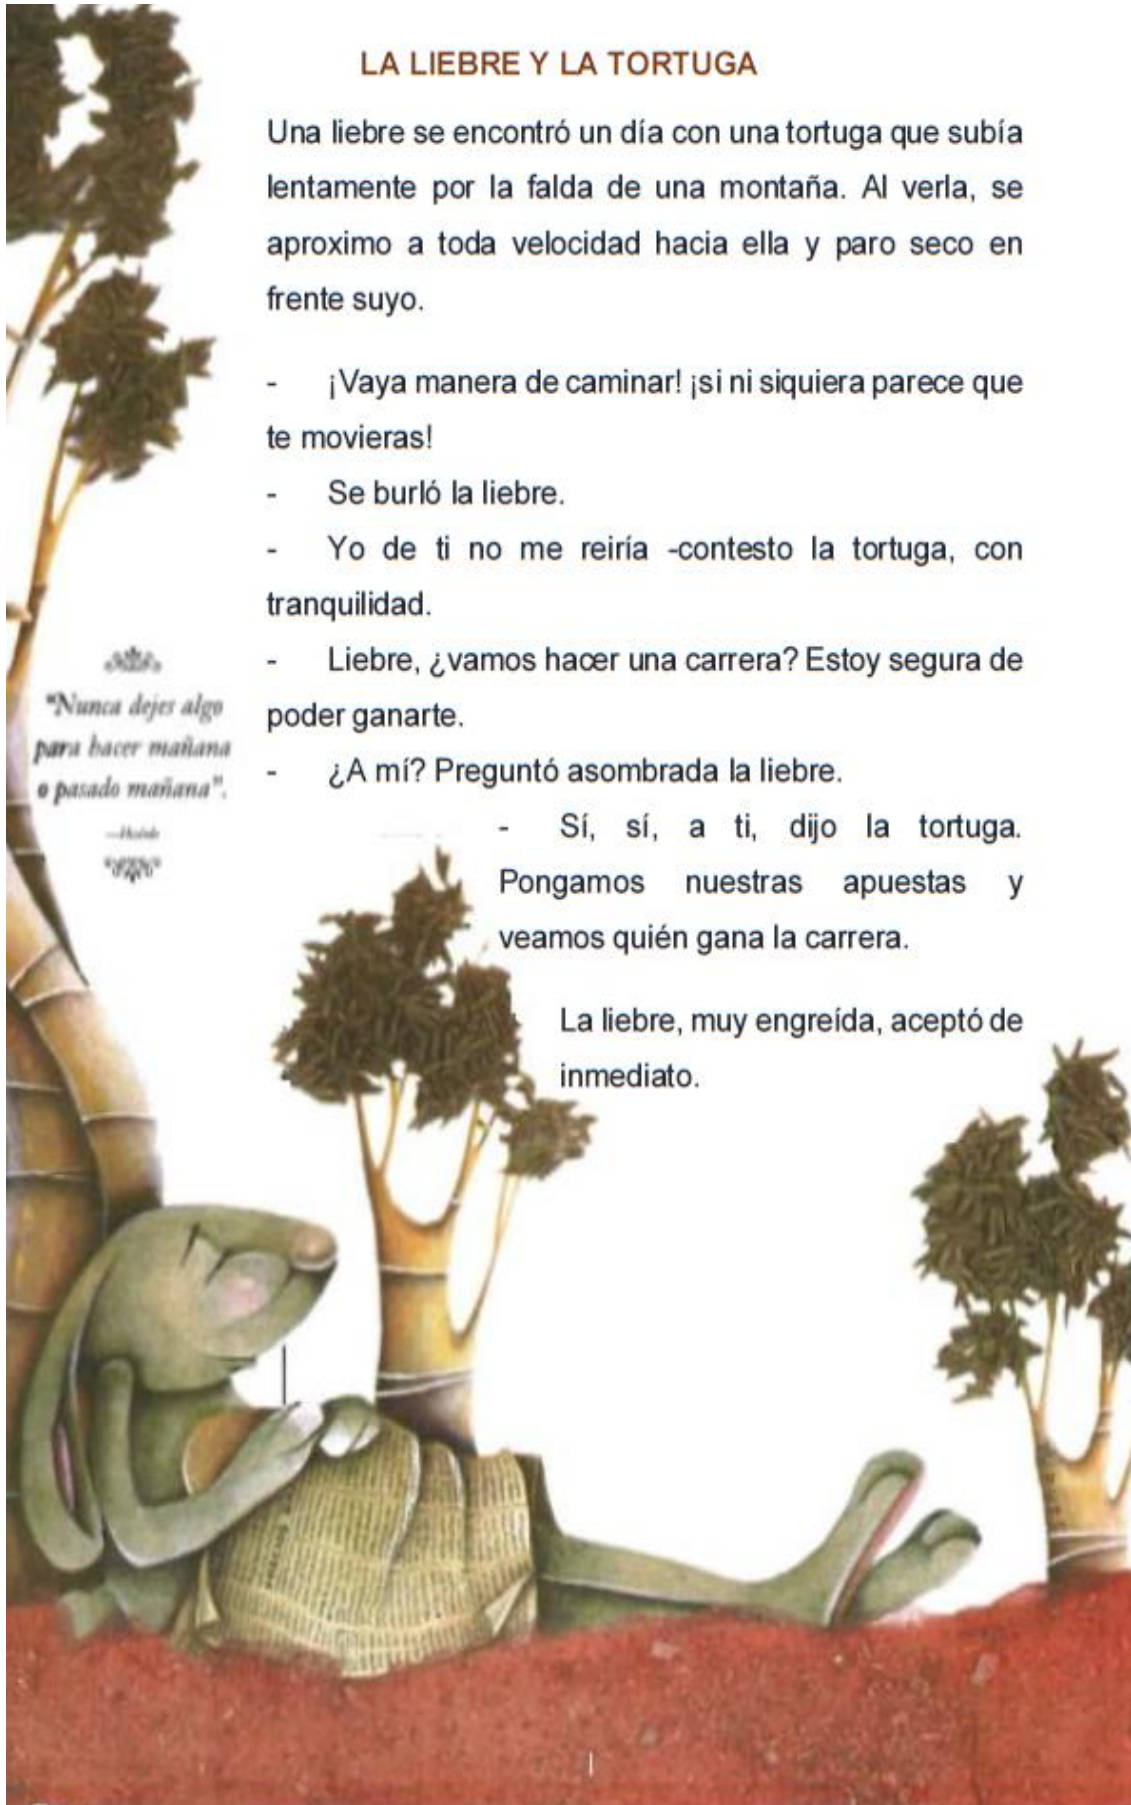 LA LIEBRE Y LA TORTUGA
Una liebre se encontró un día con una tortuga que subía
lentamente por la falda de una montaña. Al verla, se
aproximo a toda velocidad hacia ella y paro seco en
frente suyo.
- ¡Vaya manera de caminar! ¡si ni siquiera parece que
te movieras!
- Se burló la liebre.
- Yo de ti no me reiría -contesto la tortuga, con
tranquilidad.
- Liebre, ¿vamos hacer una carrera? Estoy segura de
poder ganarte.
- ¿A mí? Preguntó asombrada la liebre.
- Sí, sí, a ti, dijo la tortuga.
Pongamos nuestras apuestas y
veamos quién gana la carrera.
La liebre, muy engreída, aceptó de
inmediato.
"Nunca dejes algo
para hacer mañana
o pasado mañana".